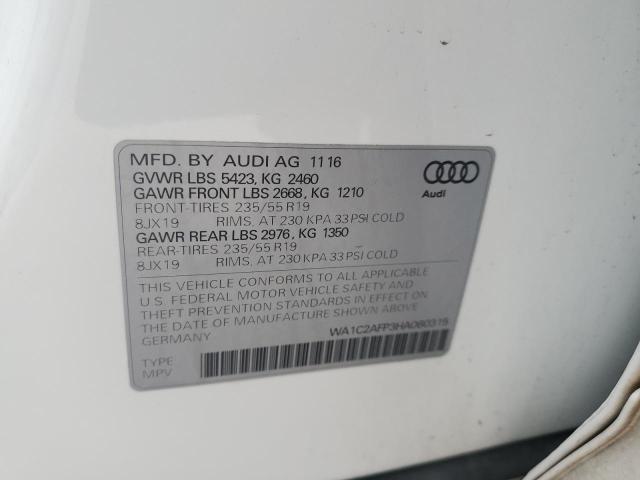 MFD. BY AUDI AG 11 16
GVWR LBS 5423, KG 2460
GAWR FRONT LBS 2668, KG 1210
FRONT-TIRES 235/55 R19
8JX19 RIMS, AT 230 KPA 33 PSI COLD
GAWR REAR LBS 2976, KG 1350
REAR-TIRES 235/55 R19
8JX19 RIMS, AT 230 KPA 33 PSI COLD
Audi
THIS VEHICLE CONFORMS TO ALL APPLICABLE
U.S. FEDERAL MOTOR VEHICLE SAFETY AND
THEFT PREVENTION STANDARDS IN EFFECT ON
THE DATE OF MANUFACTURE SHOWN ABOVE.
GERMANY
WA1C2AFP3HA080315
TYPE
MPV